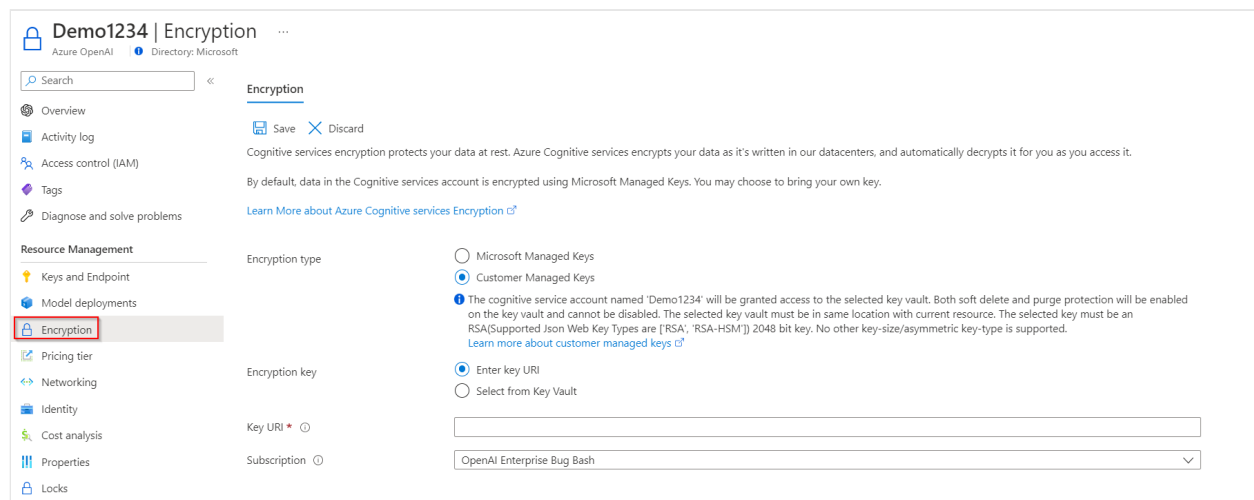 Demo1234 | Encryption ...
Azure OpenAI Directory: Microsoft
Search
Overview
Activity log
Access control (IAM)
Tags
Diagnose and solve problems
Resource Management
Keys and Endpoint
Model deployments
Encryption
Pricing tier
Networking
Identity
Cost analysis
Properties
Locks
Encryption
Save Discard
Cognitive services encryption protects your data at rest. Azure Cognitive services encrypts your data as it's written in our datacenters, and automatically decrypts it for you as you access it.
By default, data in the Cognitive services account is encrypted using Microsoft Managed Keys. You may choose to bring your own key.
Learn More about Azure Cognitive services Encryption
Encryption type
Microsoft Managed Keys
Customer Managed Keys
The cognitive service account named 'Demo1234' will be granted access to the selected key vault. Both soft delete and purge protection will be enabled
on the key vault and cannot be disabled. The selected key vault must be in same location with current resource. The selected key must be an
RSA(Supported Json Web Key Types are ['RSA', 'RSA-HSM']) 2048 bit key. No other key-size/asymmetric key-type is supported.
Learn more about customer managed keys
Encryption key
Enter key URI
Select from Key Vault
Key URI *
Subscription
OpenAI Enterprise Bug Bash